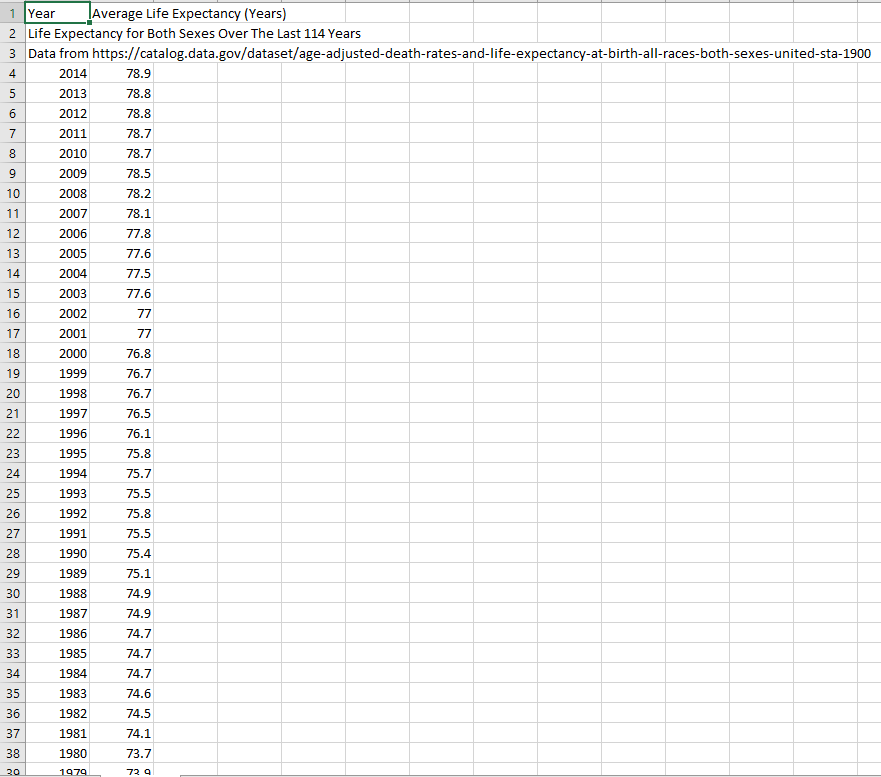 1 Year Average Life Expectancy (Years)
2 Life Expectancy for Both Sexes Over The Last 114 Years
3 Data from https://catalog.data.gov/dataset/age-adjusted-death-rates-and-life-expectancy-at-birth-all-races-both-sexes-united-sta-1900
4 2014 78.9
5 2013 78.8
6 2012 78.8
7 2011 78.7
8 2010 78.7
9 2009 78.5
10 2008 78.2
11 2007 78.1
12 2006 77.8
13 2005 77.6
14 2004 77.5
15 2003 77.6
16 2002 77
17 2001 77
18 2000 76.8
19 1999 76.7
20 1998 76.7
21 1997 76.5
22 1996 76.1
23 1995 75.8
24 1994 75.7
25 1993 75.5
26 1992 75.8
27 1991 75.5
28 1990 75.4
29 1989 75.1
30 1988 74.9
31 1987 74.9
32 1986 74.7
33 1985 74.7
34 1984 74.7
35 1983 74.6
36 1982 74.5
37 1981 74.1
38 1980 73.7
39 1979 73.9